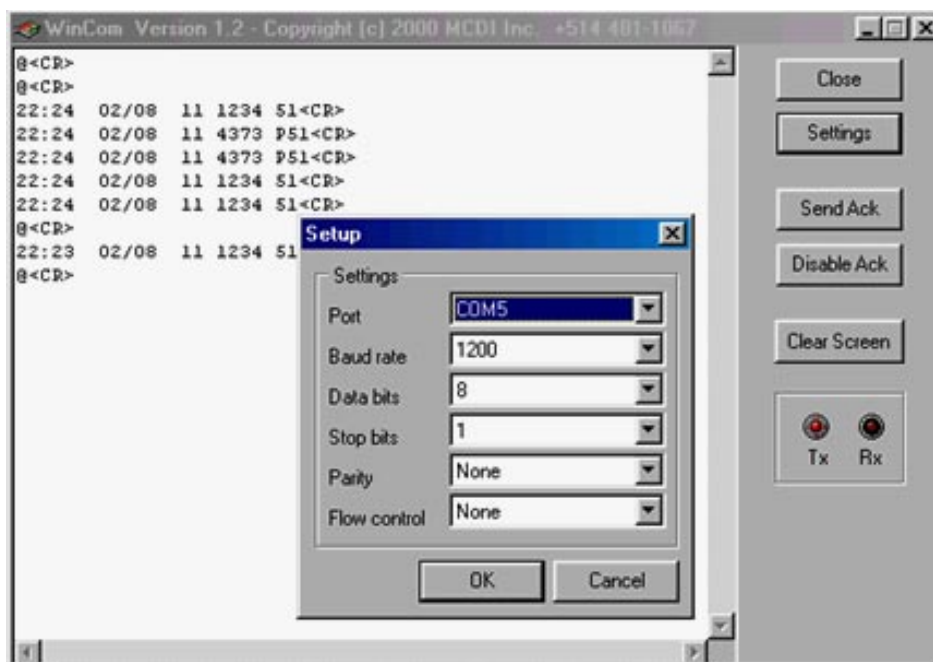 WinCom Version 1.2 - Copyright [c] 2000 MCDI Inc. +514 481-1067
@<CR>
@<CR>
22:24 02/08 11 1234 51<CR>
22:24 02/08 11 4373 P51<CR>
22:24 02/08 11 4373 P51<CR>
22:24 02/08 11 1234 51<CR>
22:24 02/08 11 1234 51<CR>
@<CR>
22:23 02/08 11 1234 51
@<CR>
Close
Settings
Send Ack
Disable Ack
Clear Screen
Tx Rx
Setup
Settings
Port COM5
Baud rate 1200
Data bits 8
Stop bits 1
Parity None
Flow control None
OK Cancel